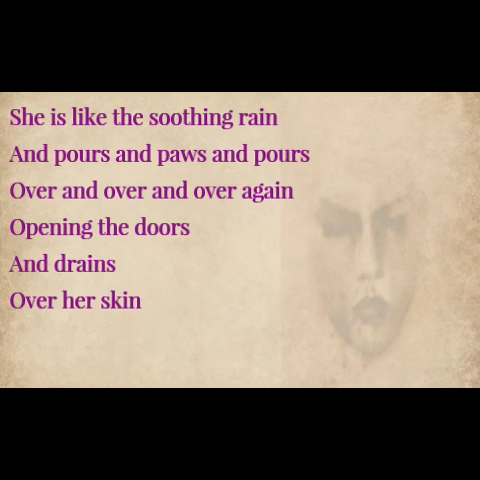 She is like the soothing rain
And pours and paws and pours
Over and over and over again
Opening the doors
And drains
Over her skin